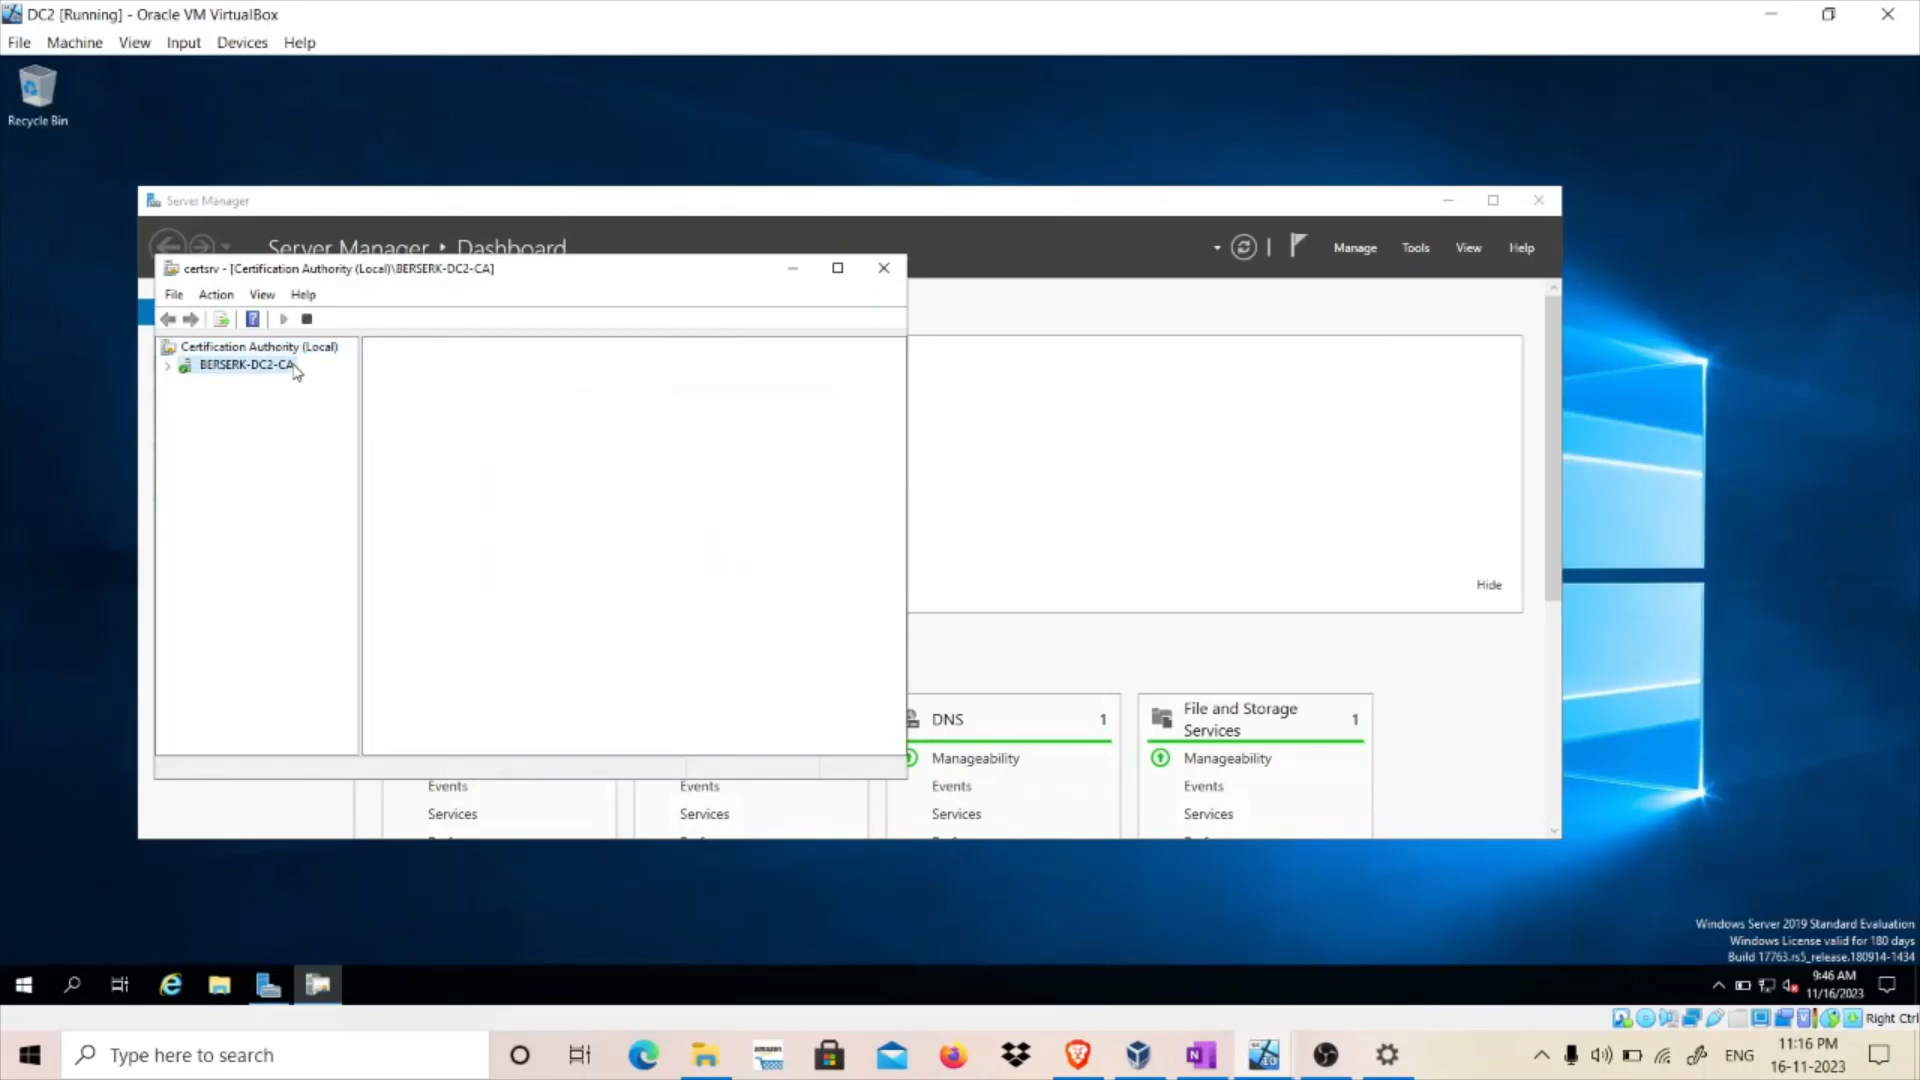 DC2 [Running] - Oracle VM VirtualBox
File Machine View Input Devices Help
Recycle Bin
Server Manager
Server Manager • Dashboard
Manage Tools View Help
certsrv - [Certification Authority (Local)\BERSERK-DC2-CA]
File Action View Help
Certification Authority (Local)
BERSERK-DC2-CA
Hide
DNS 1
File and Storage Services 1
Manageability
Manageability
Events
Events
Events
Events
Services
Services
Services
Services
Windows Server 2019 Standard Evaluation
Windows License valid for 180 days
Build 17763.rs5_release.180914-1434
9:46 AM
11/16/2023
Right Ctrl
Type here to search
amazon
ENG
11:16 PM
16-11-2023